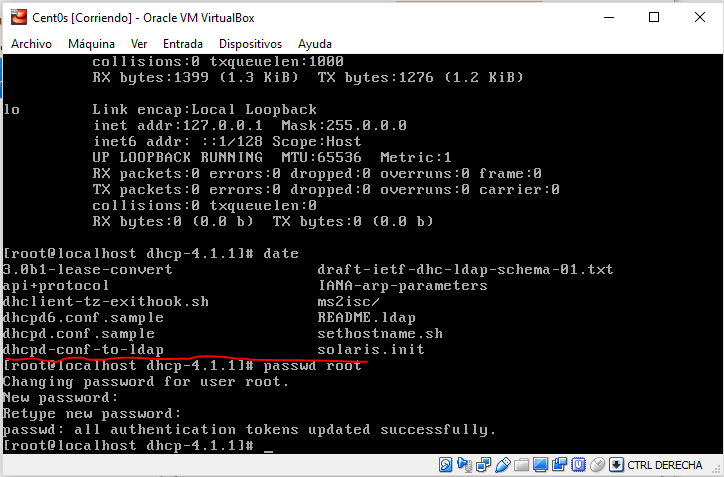 Cent0s [Corriendo] - Oracle VM VirtualBox
Archivo Máquina Ver Entrada Dispositivos Ayuda
collisions:0 txqueuelen:1000
RX bytes:1399 (1.3 KiB)  TX bytes:1276 (1.2 KiB)
lo        Link encap:Local Loopback
inet addr:127.0.0.1  Mask:255.0.0.0
inet6 addr: ::1/128 Scope:Host
UP LOOPBACK RUNNING  MTU:65536  Metric:1
RX packets:0 errors:0 dropped:0 overruns:0 frame:0
TX packets:0 errors:0 dropped:0 overruns:0 carrier:0
collisions:0 txqueuelen:0
RX bytes:0 (0.0 b)  TX bytes:0 (0.0 b)
[root@localhost dhcp-4.1.1]# date
3.0b1-lease-convert                 draft-ietf-dhc-ldap-schema-01.txt
api+protocol                        IANA-arp-parameters
dhclient-tz-exithook.sh             ms2isc/
dhcpd6.conf.sample                  README.ldap
dhcpd.conf.sample                   sethostname.sh
dhcpd-conf-to-ldap                  solaris.init
[root@localhost dhcp-4.1.1]# passwd root
Changing password for user root.
New password:
Retype new password:
passwd: all authentication tokens updated successfully.
[root@localhost dhcp-4.1.1]# _
CTRL DERECHA